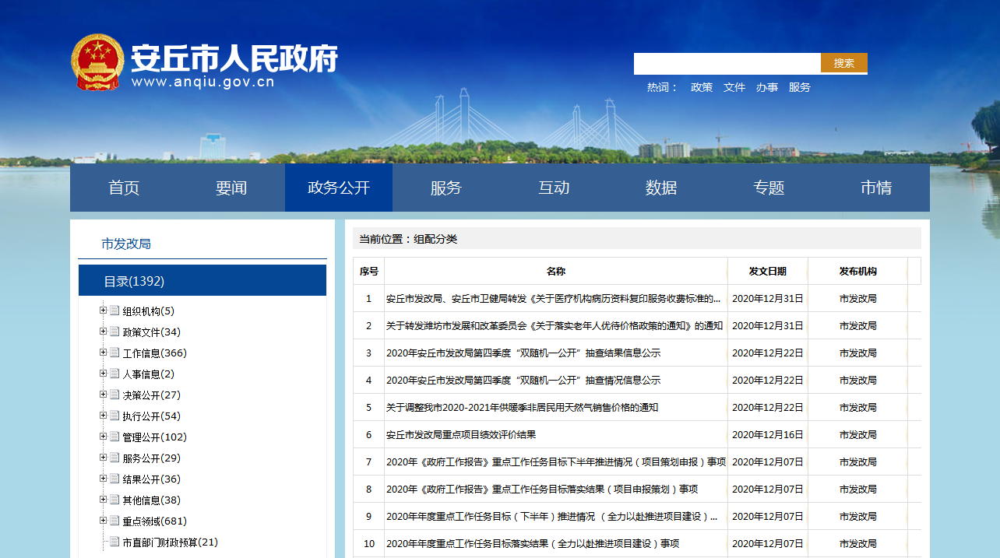 安丘市人民政府
www.anqiu.gov.cn
搜索
热词： 政策 文件 办事 服务
首页 要闻 政务公开 服务 互动 数据 专题 市情
市发改局
目录(1392)
组织机构(5)
政策文件(34)
工作信息(366)
人事信息(2)
决策公开(27)
执行公开(54)
管理公开(102)
服务公开(29)
结果公开(36)
其他信息(38)
重点领域(681)
市直部门财政预算(21)
当前位置：组配分类
序号 名称 发文日期 发布机构
1 安丘市发改局、安丘市卫健局转发《关于医疗机构病历资料复印服务收费标准的... 2020年12月31日 市发改局
2 关于转发潍坊市发展和改革委员会《关于落实老年人优待价格政策的通知》的通知 2020年12月31日 市发改局
3 2020年安丘市发改局第四季度“双随机一公开”抽查结果信息公示 2020年12月22日 市发改局
4 2020年安丘市发改局第四季度“双随机一公开”抽查情况信息公示 2020年12月22日 市发改局
5 关于调整我市2020-2021年供暖季非居民用天然气销售价格的通知 2020年12月22日 市发改局
6 安丘市发改局重点项目绩效评价结果 2020年12月16日 市发改局
7 2020年《政府工作报告》重点工作任务目标下半年推进情况（项目策划申报）事项 2020年12月07日 市发改局
8 2020年《政府工作报告》重点工作任务目标落实结果（项目申报策划）事项 2020年12月07日 市发改局
9 2020年年度重点工作任务目标（下半年）推进情况 （全力以赴推进项目建设）... 2020年12月07日 市发改局
10 2020年年度重点工作任务目标落实结果（全力以赴推进项目建设）事项 2020年12月07日 市发改局